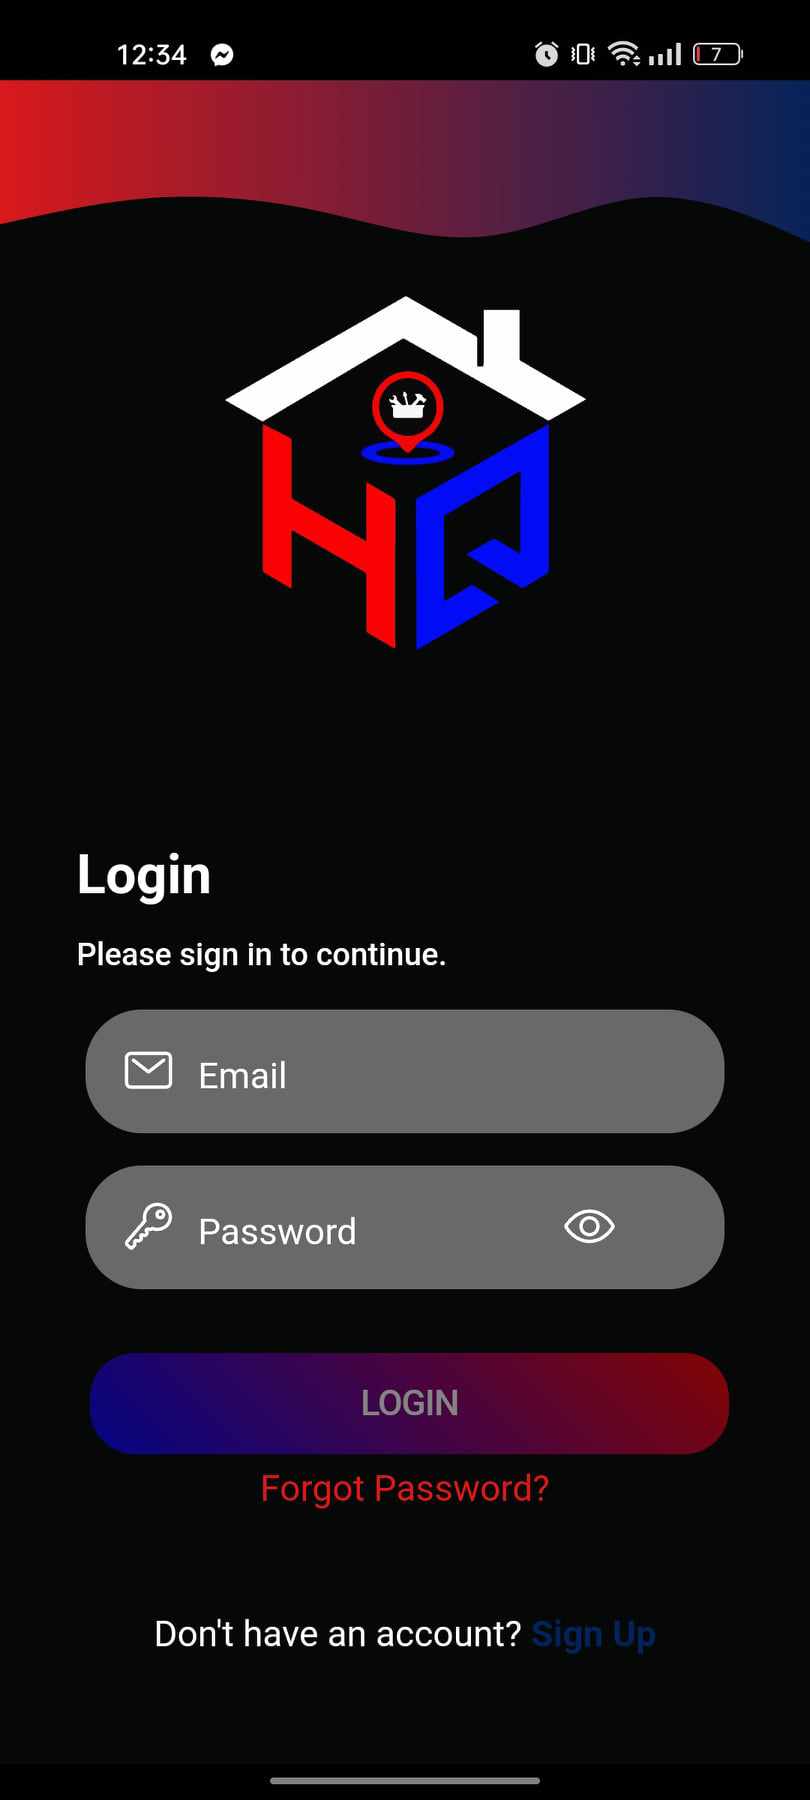 12:34
7
HQ
Login
Please sign in to continue.
Email
Password
LOGIN
Forgot Password?
Don't have an account? Sign Up